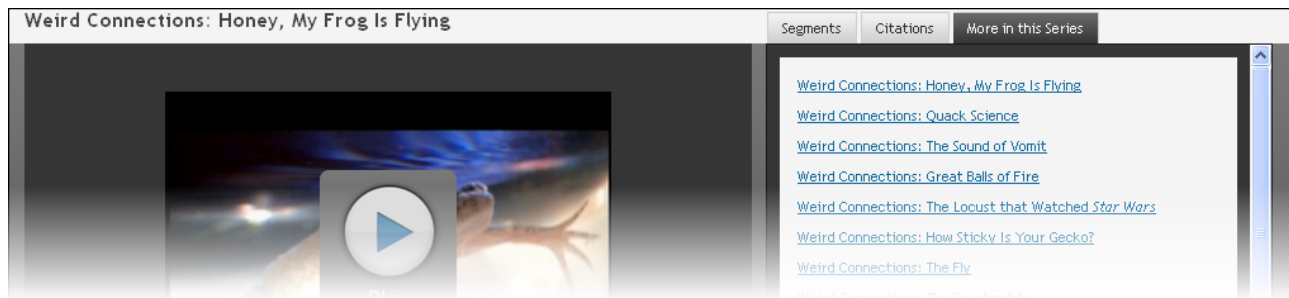 Weird Connections: Honey, My Frog Is Flying
Segments
Citations
More in this Series
Weird Connections: Honey, My Frog Is Flying
Weird Connections: Quack Science
Weird Connections: The Sound of Vomit
Weird Connections: Great Balls of Fire
Weird Connections: The Locust that Watched Star Wars
Weird Connections: How Sticky Is Your Gecko?
Weird Connections: The Fly